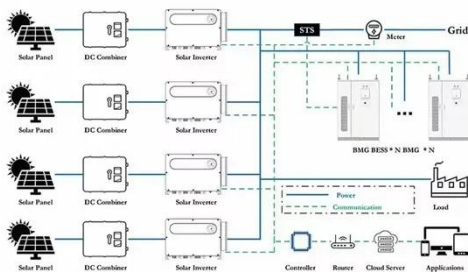 STS
Meter
Grid
Solar Panel
DC Combiner
Solar Inverter
Solar Panel
DC Combiner
Solar Inverter
BMG BESS * N BMG * N
Solar Panel
DC Combiner
Solar Inverter
Power
Communication
Load
Solar Panel
DC Combiner
Solar Inverter
Controller
Router
Cloud Server
Applications